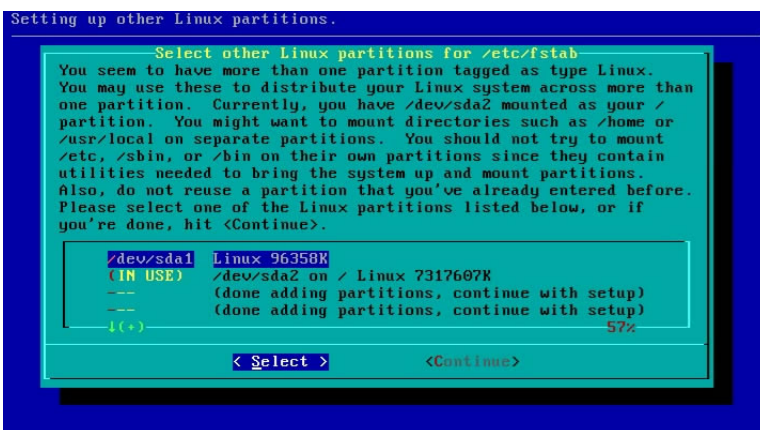 Setting up other Linux partitions.
Select other Linux partitions for /etc/fstab
You seem to have more than one partition tagged as type Linux.
You may use these to distribute your Linux system across more than
one partition.  Currently, you have /dev/sda2 mounted as your /
partition.  You might want to mount directories such as /home or
/usr/local on separate partitions.  You should not try to mount
/etc, /sbin, or /bin on their own partitions since they contain
utilities needed to bring the system up and mount partitions.
Also, do not reuse a partition that you've already entered before.
Please select one of the Linux partitions listed below, or if
you're done, hit <Continue>.
/dev/sda1  Linux 96358K
(IN USE)   /dev/sda2 on / Linux 7317607K
---        (done adding partitions, continue with setup)
---        (done adding partitions, continue with setup)
↓(+) 57%
< Select > <Continue>